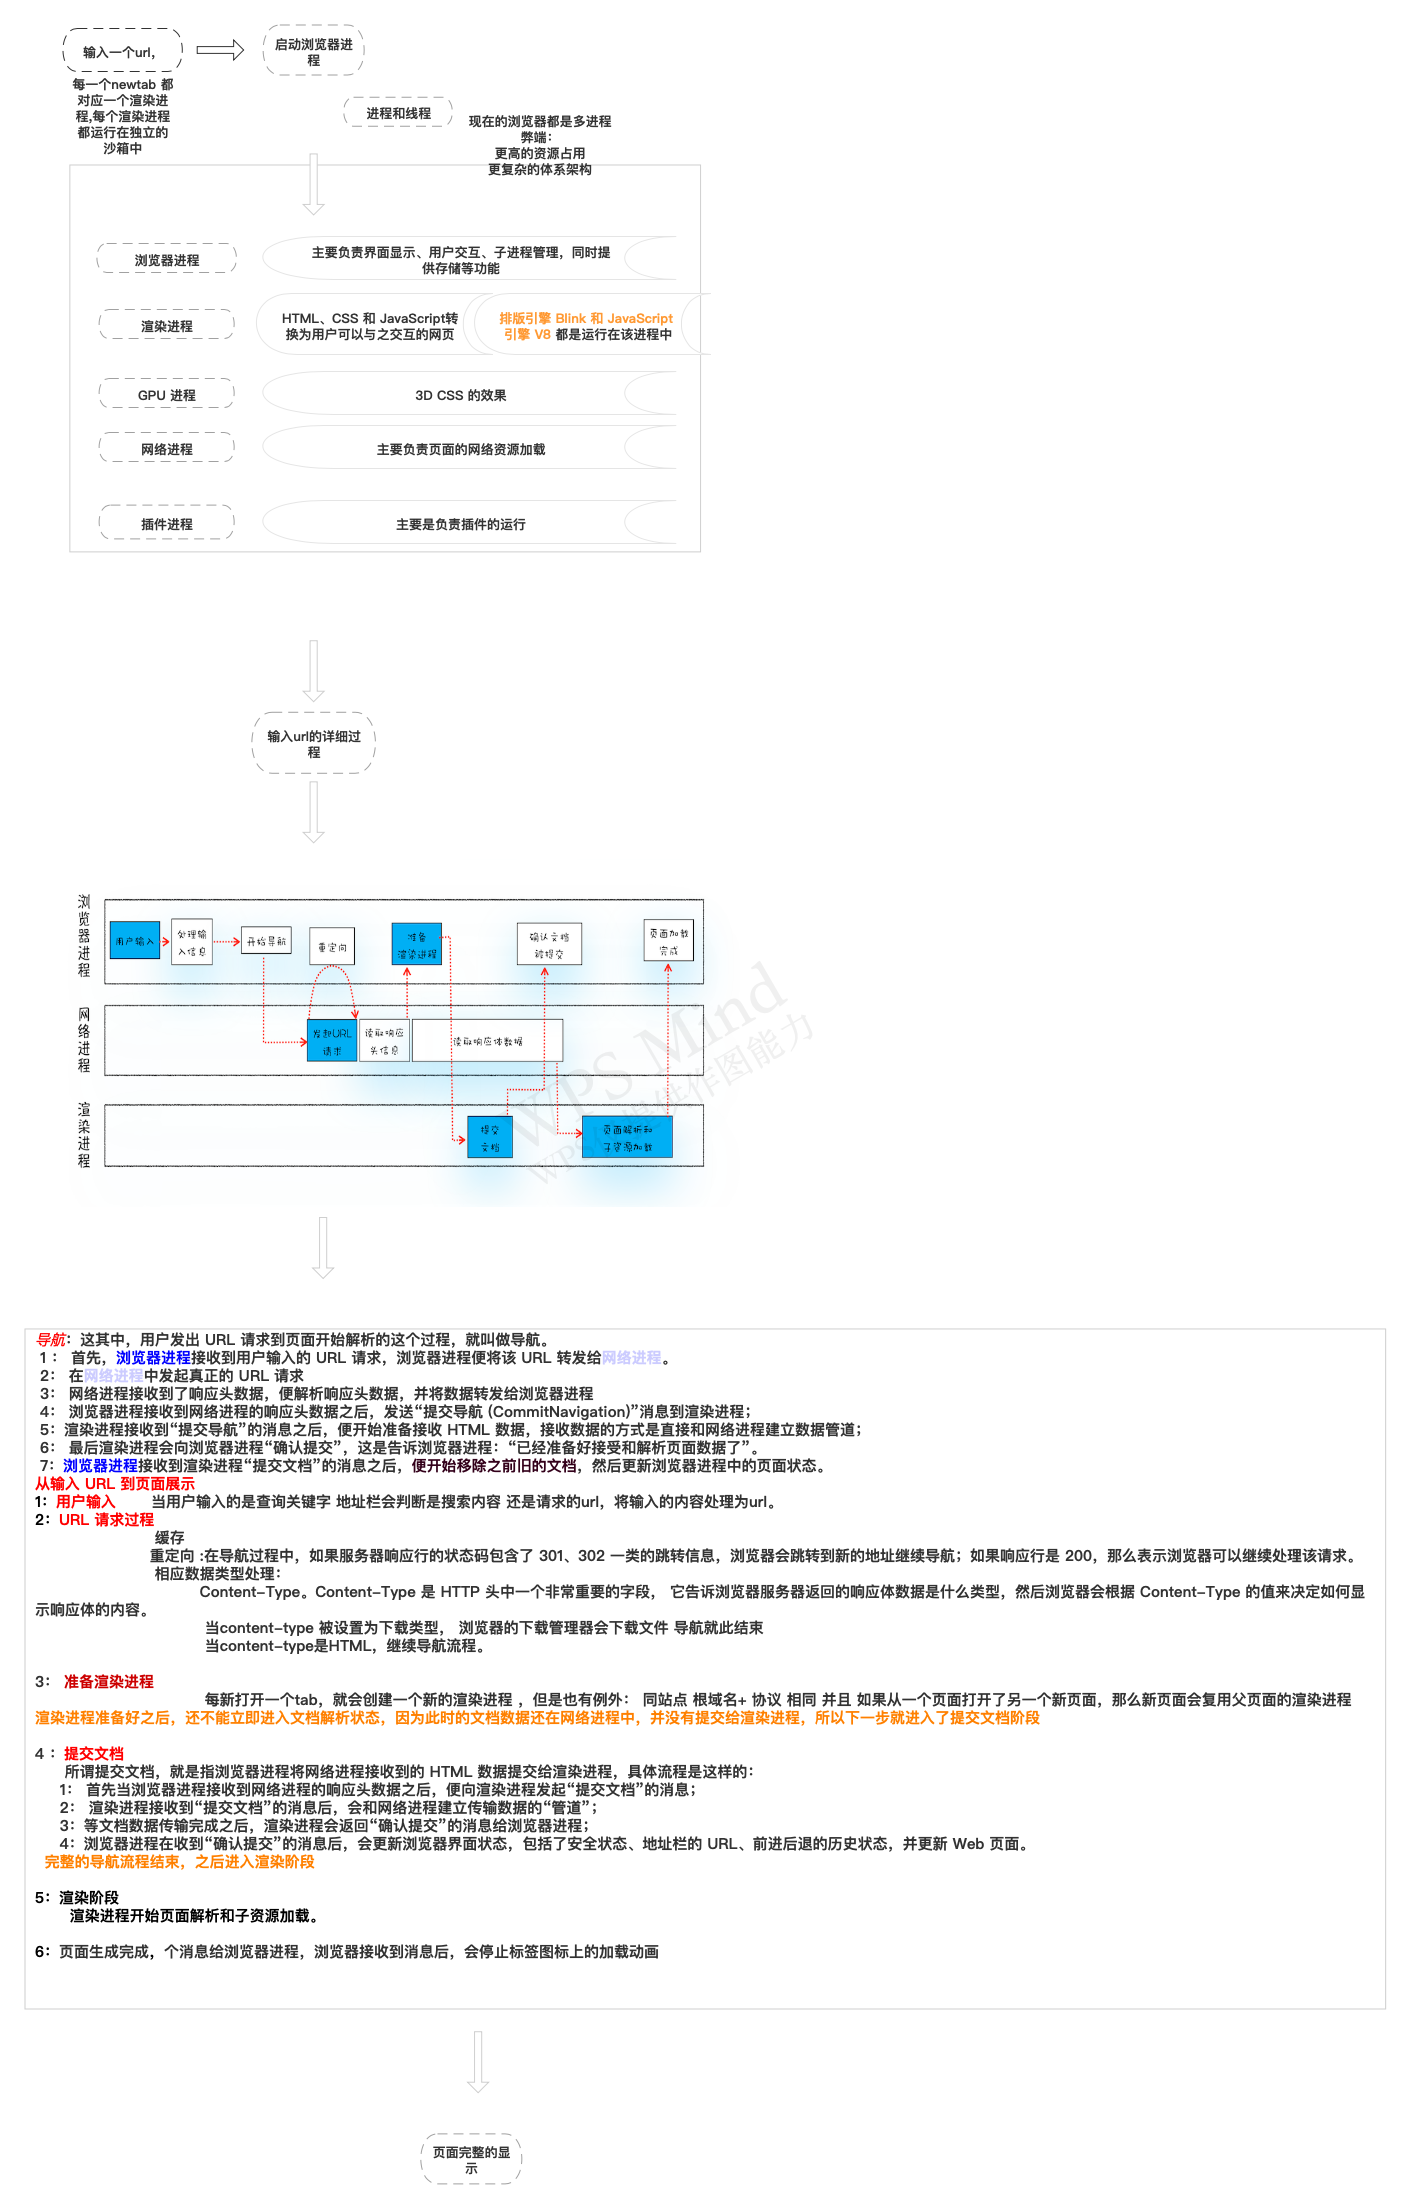 输入一个url，
启动浏览器进
程
每一个newtab 都
对应一个渲染进
程,每个渲染进程
都运行在独立的
沙箱中
进程和线程
现在的浏览器都是多进程
弊端：
更高的资源占用
更复杂的体系架构
浏览器进程
主要负责界面显示、用户交互、子进程管理，同时提
供存储等功能
渲染进程
HTML、CSS 和 JavaScript转
换为用户可以与之交互的网页
排版引擎 Blink 和 JavaScript
引擎 V8 都是运行在该进程中
GPU 进程
3D CSS 的效果
网络进程
主要负责页面的网络资源加载
插件进程
主要是负责插件的运行
输入url的详细过
程
浏览器进程
用户输入
处理输
入信息
开始导航
重定向
准备
渲染进程
确认文档
被提交
页面加载
完成
网络进程
发起URL
请求
读取响应
头信息
读取响应体数据
渲染进程
提交
文档
页面解析和
子资源加载
WPS Mind
导航：这其中，用户发出 URL 请求到页面开始解析的这个过程，就叫做导航。
1 ： 首先，浏览器进程接收到用户输入的 URL 请求，浏览器进程便将该 URL 转发给网络进程。
2： 在网络进程中发起真正的 URL 请求
3： 网络进程接收到了响应头数据，便解析响应头数据，并将数据转发给浏览器进程
4： 浏览器进程接收到网络进程的响应头数据之后，发送“提交导航 (CommitNavigation)”消息到渲染进程；
5：渲染进程接收到“提交导航”的消息之后，便开始准备接收 HTML 数据，接收数据的方式是直接和网络进程建立数据管道；
6： 最后渲染进程会向浏览器进程“确认提交”，这是告诉浏览器进程：“已经准备好接受和解析页面数据了”。
7：浏览器进程接收到渲染进程“提交文档”的消息之后，便开始移除之前旧的文档，然后更新浏览器进程中的页面状态。
从输入 URL 到页面展示
1：用户输入 当用户输入的是查询关键字 地址栏会判断是搜索内容 还是请求的url，将输入的内容处理为url。
2：URL 请求过程
缓存
重定向 :在导航过程中，如果服务器响应行的状态码包含了 301、302 一类的跳转信息，浏览器会跳转到新的地址继续导航；如果响应行是 200，那么表示浏览器可以继续处理该请求。
相应数据类型处理：
Content-Type。Content-Type 是 HTTP 头中一个非常重要的字段， 它告诉浏览器服务器返回的响应体数据是什么类型，然后浏览器会根据 Content-Type 的值来决定如何显
示响应体的内容。
当content-type 被设置为下载类型， 浏览器的下载管理器会下载文件 导航就此结束
当content-type是HTML，继续导航流程。
3： 准备渲染进程
每新打开一个tab，就会创建一个新的渲染进程 ，但是也有例外： 同站点 根域名+ 协议 相同 并且 如果从一个页面打开了另一个新页面，那么新页面会复用父页面的渲染进程
渲染进程准备好之后，还不能立即进入文档解析状态，因为此时的文档数据还在网络进程中，并没有提交给渲染进程，所以下一步就进入了提交文档阶段
4 ：提交文档
所谓提交文档，就是指浏览器进程将网络进程接收到的 HTML 数据提交给渲染进程，具体流程是这样的：
1： 首先当浏览器进程接收到网络进程的响应头数据之后，便向渲染进程发起“提交文档”的消息；
2： 渲染进程接收到“提交文档”的消息后，会和网络进程建立传输数据的“管道”；
3：等文档数据传输完成之后，渲染进程会返回“确认提交”的消息给浏览器进程；
4：浏览器进程在收到“确认提交”的消息后，会更新浏览器界面状态，包括了安全状态、地址栏的 URL、前进后退的历史状态，并更新 Web 页面。
完整的导航流程结束，之后进入渲染阶段
5：渲染阶段
渲染进程开始页面解析和子资源加载。
6：页面生成完成，个消息给浏览器进程，浏览器接收到消息后，会停止标签图标上的加载动画
页面完整的显
示